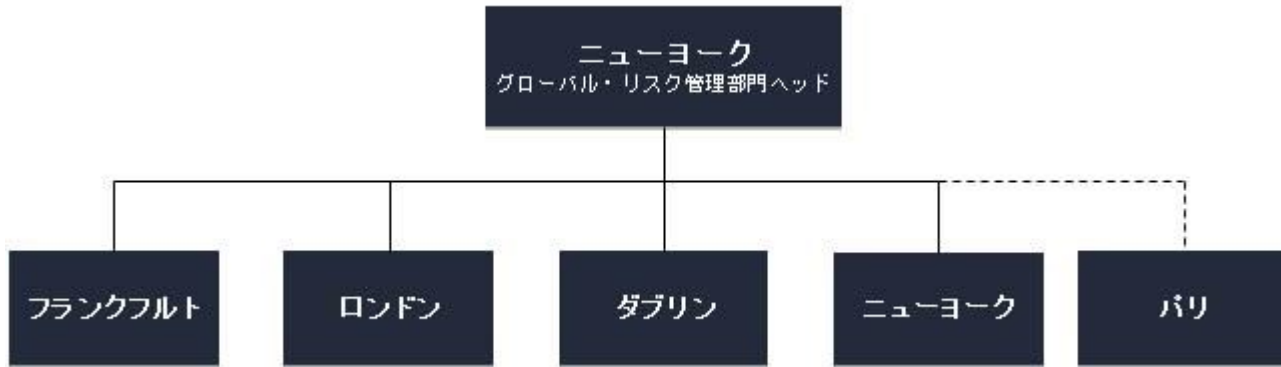 ニューヨーク
グローバル・リスク管理部門ヘッド
フランクフルト
ロンドン
ダブリン
ニューヨーク
パリ